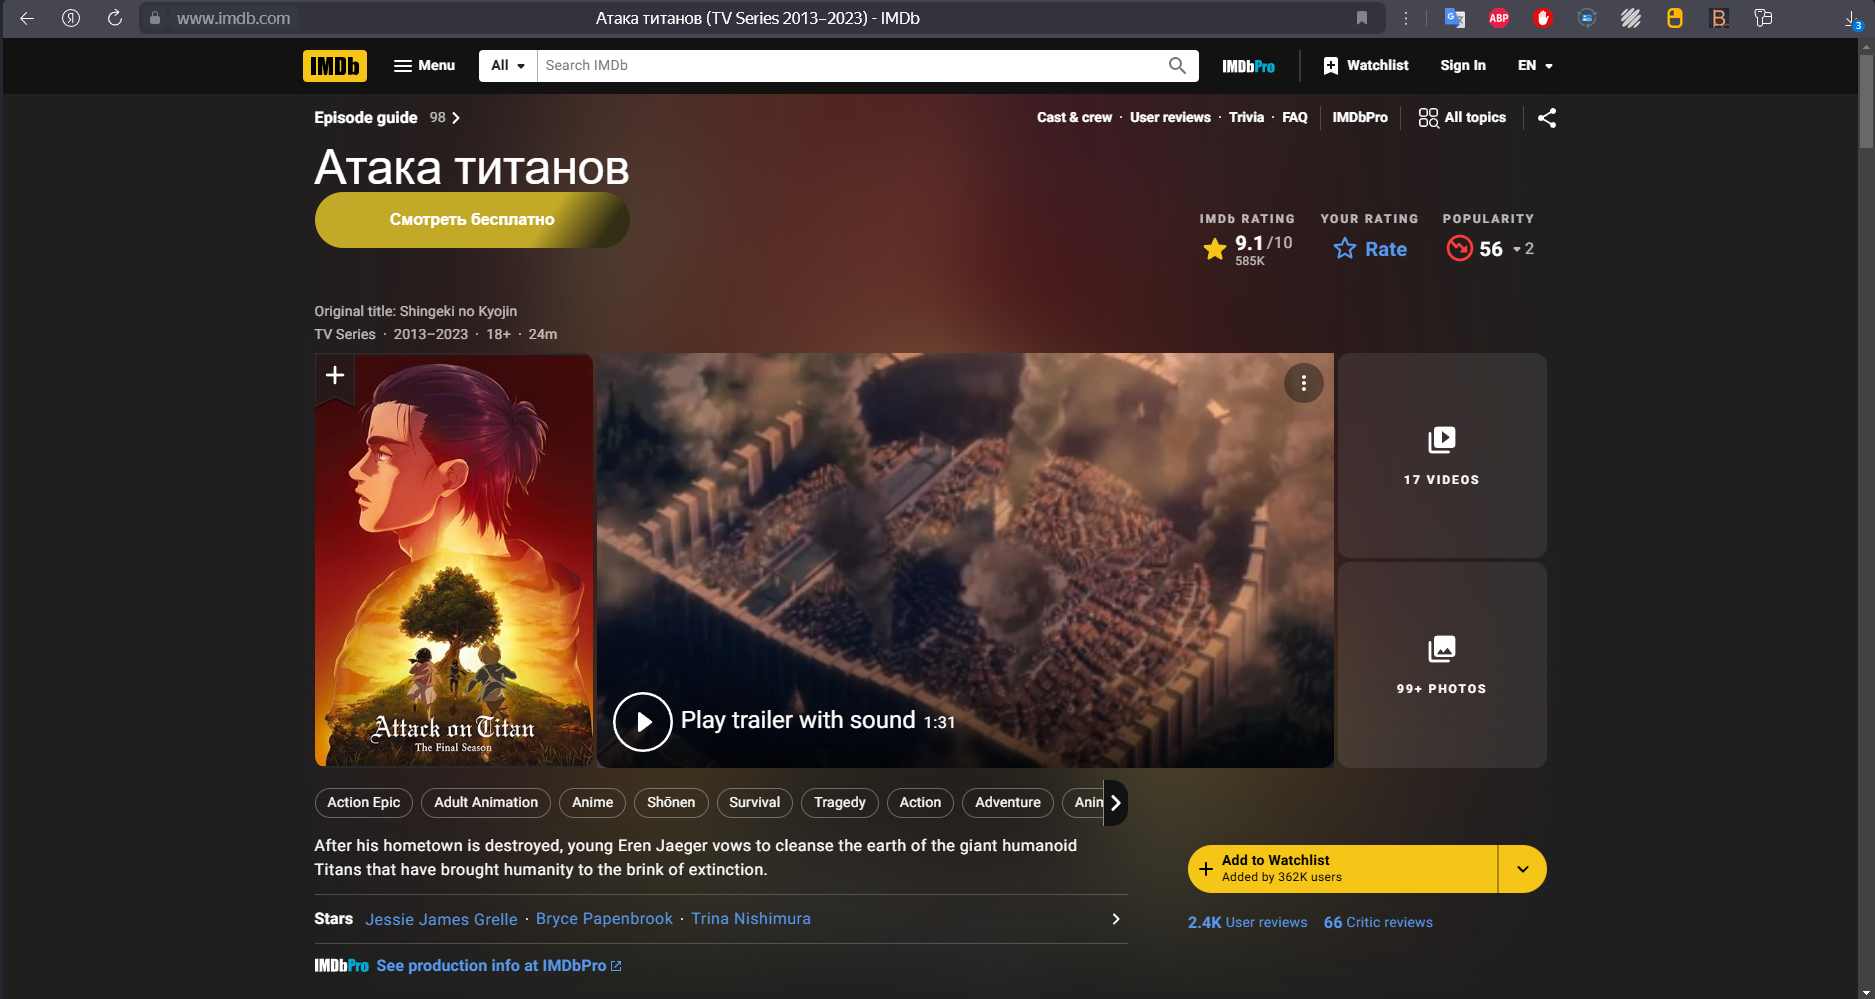 www.imdb.com
Атака титанов (TV Series 2013–2023) - IMDb
ABP
3
IMDb
Menu
All
Search IMDb
IMDbPro
Watchlist
Sign In
EN
Episode guide 98
Cast & crew · User reviews · Trivia · FAQ
IMDbPro
All topics
Атака титанов
Смотреть бесплатно
IMDb RATING
YOUR RATING
POPULARITY
9.1/10
585K
Rate
56
2
Original title: Shingeki no Kyojin
TV Series · 2013–2023 · 18+ · 24m
Attack on Titan
The Final Season
Play trailer with sound 1:31
17 VIDEOS
99+ PHOTOS
Action Epic
Adult Animation
Anime
Shōnen
Survival
Tragedy
Action
Adventure
Anin
After his hometown is destroyed, young Eren Jaeger vows to cleanse the earth of the giant humanoid
Titans that have brought humanity to the brink of extinction.
Add to Watchlist
Added by 362K users
Stars Jessie James Grelle · Bryce Papenbrook · Trina Nishimura
2.4K User reviews 66 Critic reviews
IMDbPro See production info at IMDbPro